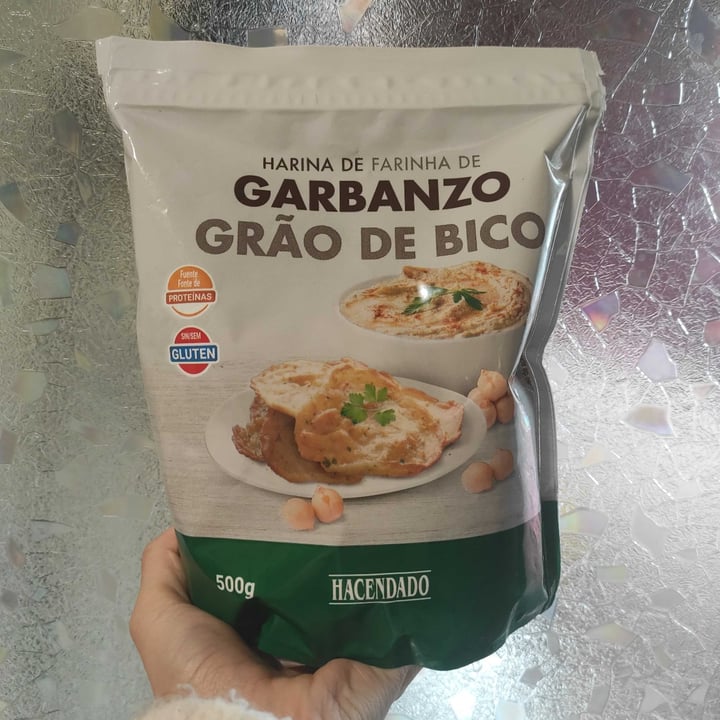 HARINA DE FARINHA DE
GARBANZO
GRÃO DE BICO
Fuente
Fonte de
PROTEÍNAS
SIN/SEM
GLUTEN
500g
HACENDADO